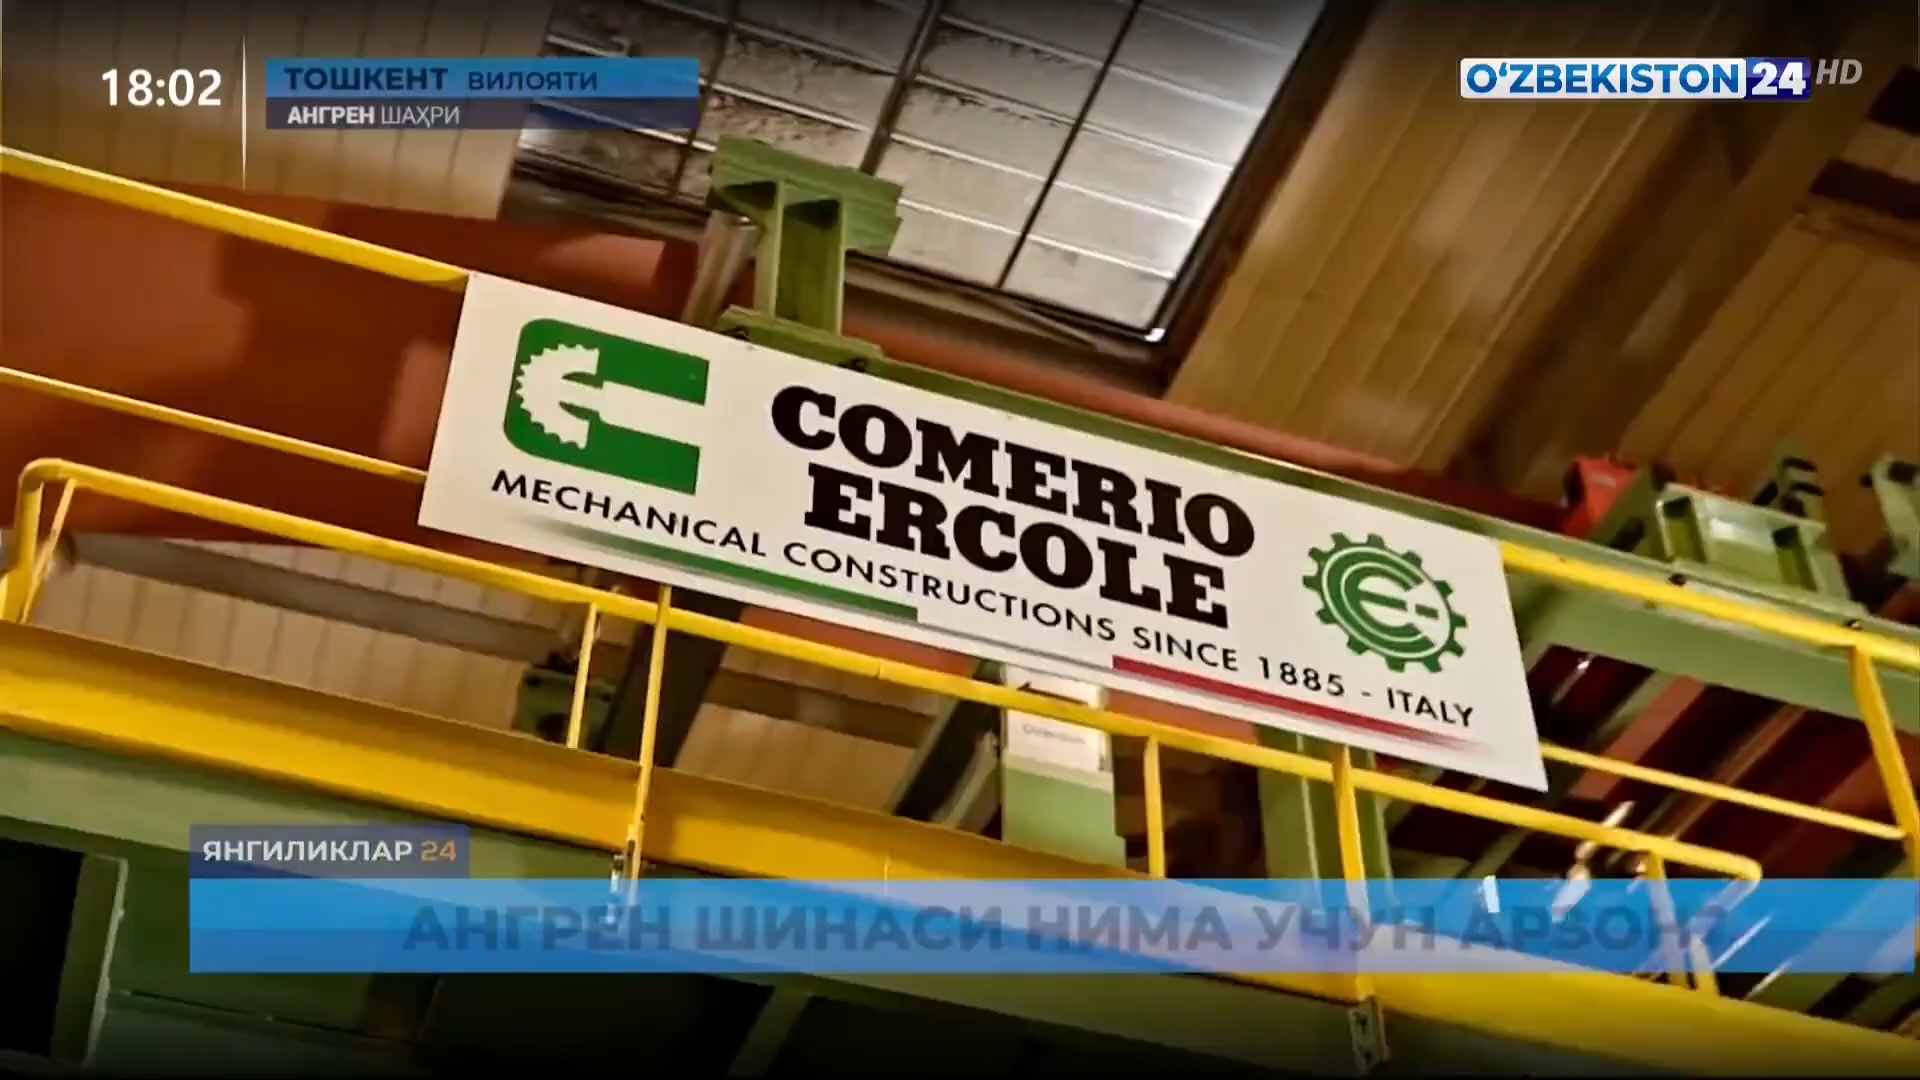 18:02
ТОШКЕНТ ВИЛОЯТИ
АНГРЕН ШАҲРИ
O‘ZBEKISTON 24 HD
COMERIO
ERCOLE
MECHANICAL CONSTRUCTIONS SINCE 1885 - ITALY
ЯНГИЛИКЛАР 24
АНГРЕН ШИНАСИ НИМА УЧУН АРЗОН?